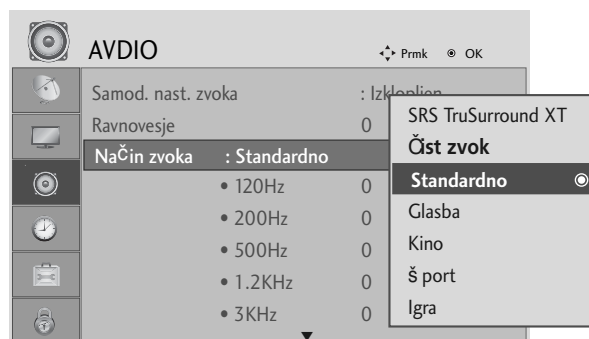 AVDIO Prmk OK
Samod. nast. zvoka : Izklopljen
Ravnovesje 0
Način zvoka : Standardno
• 120Hz 0
• 200Hz 0
• 500Hz 0
• 1.2KHz 0
• 3KHz 0
SRS TruSurround XT
Čist zvok
Standardno
Glasba
Kino
š port
Igra